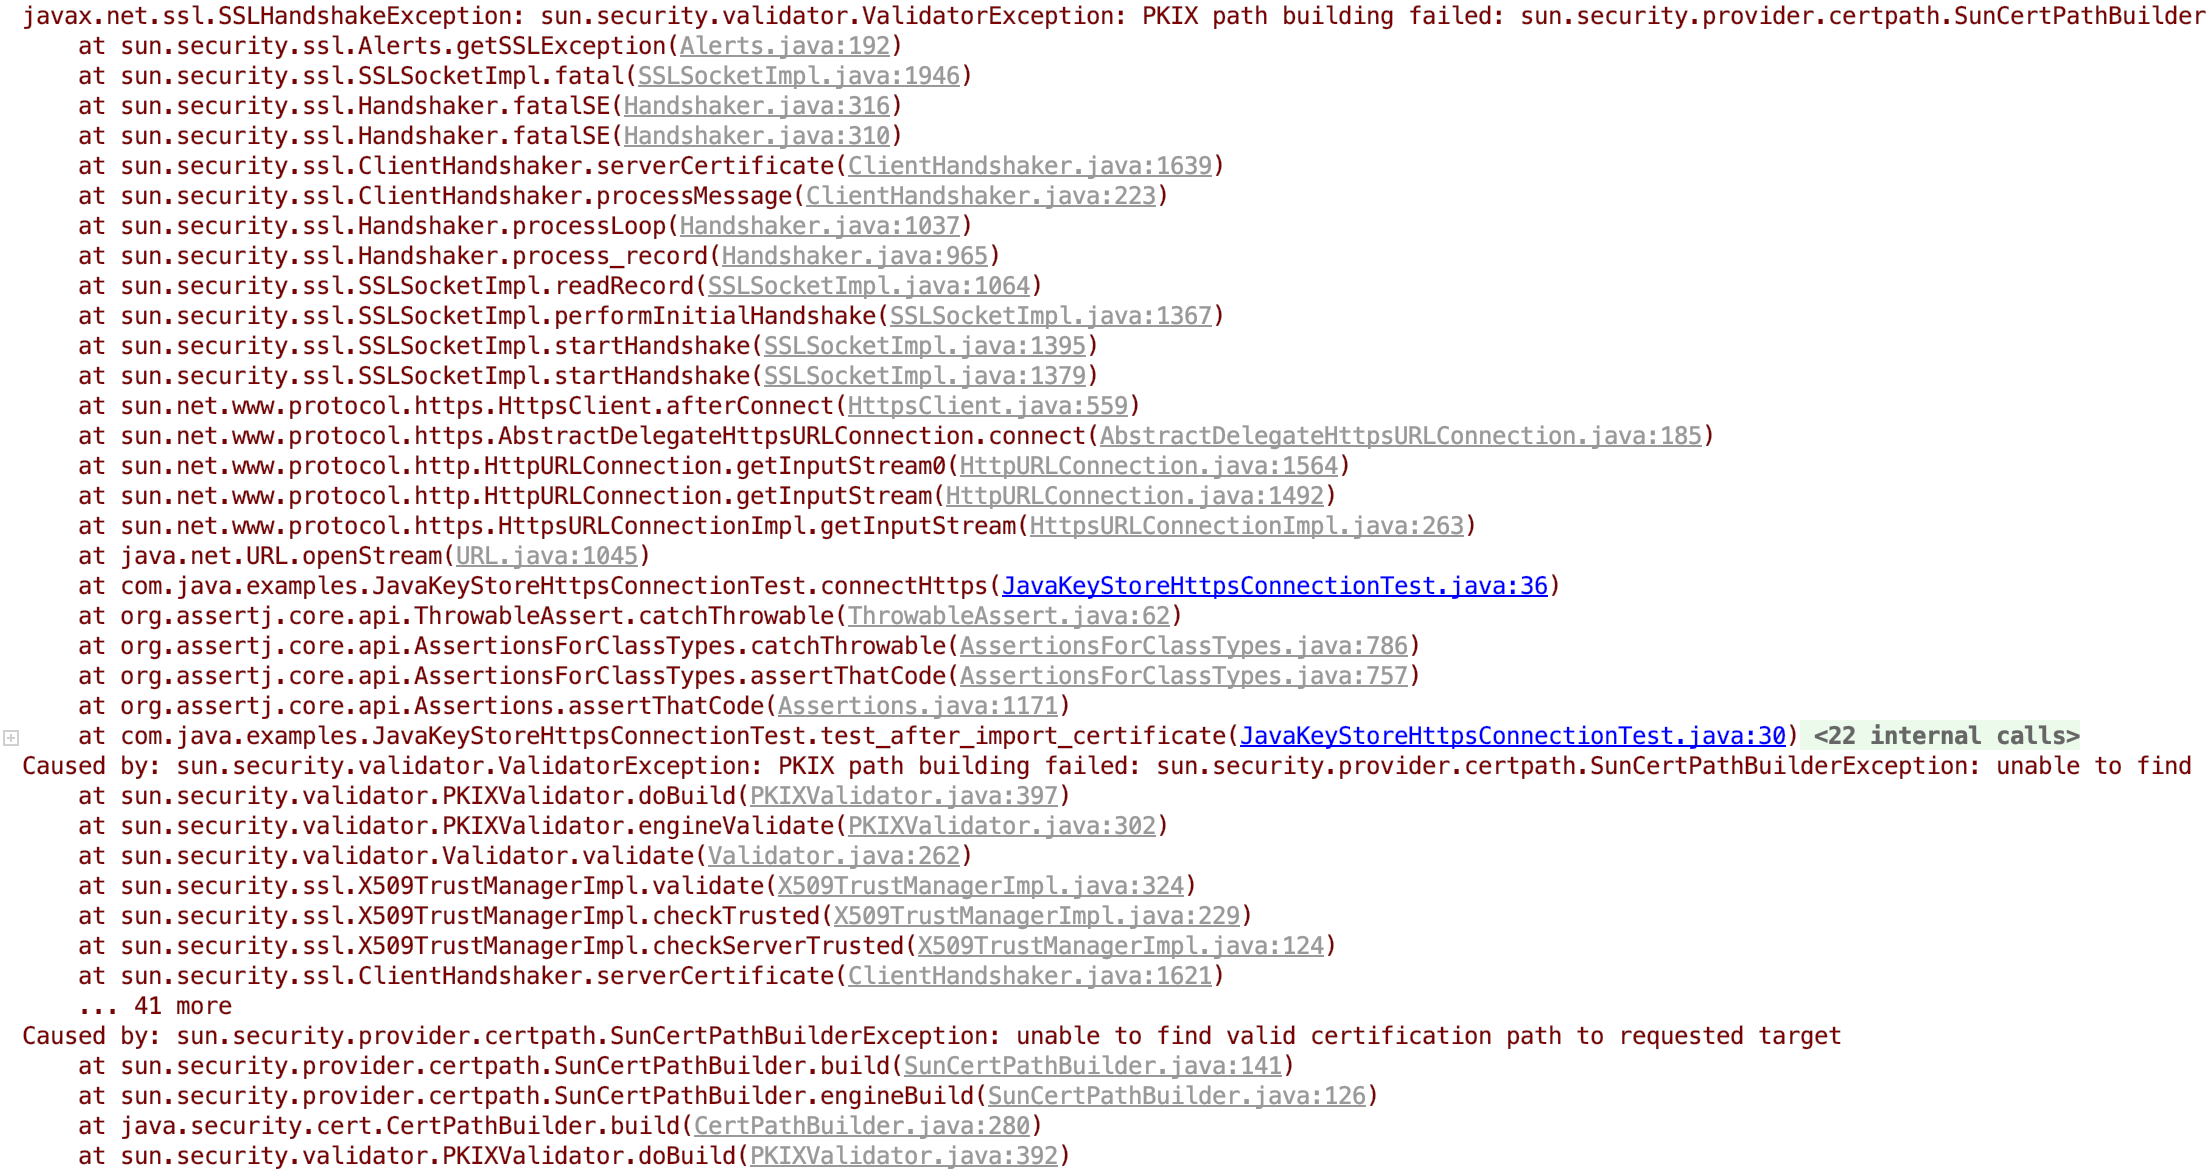 javax.net.ssl.SSLHandshakeException: sun.security.validator.ValidatorException: PKIX path building failed: sun.security.provider.certpath.SunCertPathBuilder
at sun.security.ssl.Alerts.getSSLException(Alerts.java:192)
at sun.security.ssl.SSLSocketImpl.fatal(SSLSocketImpl.java:1946)
at sun.security.ssl.Handshaker.fatalSE(Handshaker.java:316)
at sun.security.ssl.Handshaker.fatalSE(Handshaker.java:310)
at sun.security.ssl.ClientHandshaker.serverCertificate(ClientHandshaker.java:1639)
at sun.security.ssl.ClientHandshaker.processMessage(ClientHandshaker.java:223)
at sun.security.ssl.Handshaker.processLoop(Handshaker.java:1037)
at sun.security.ssl.Handshaker.process_record(Handshaker.java:965)
at sun.security.ssl.SSLSocketImpl.readRecord(SSLSocketImpl.java:1064)
at sun.security.ssl.SSLSocketImpl.performInitialHandshake(SSLSocketImpl.java:1367)
at sun.security.ssl.SSLSocketImpl.startHandshake(SSLSocketImpl.java:1395)
at sun.security.ssl.SSLSocketImpl.startHandshake(SSLSocketImpl.java:1379)
at sun.net.www.protocol.https.HttpsClient.afterConnect(HttpsClient.java:559)
at sun.net.www.protocol.https.AbstractDelegateHttpsURLConnection.connect(AbstractDelegateHttpsURLConnection.java:185)
at sun.net.www.protocol.http.HttpURLConnection.getInputStream0(HttpURLConnection.java:1564)
at sun.net.www.protocol.http.HttpURLConnection.getInputStream(HttpURLConnection.java:1492)
at sun.net.www.protocol.https.HttpsURLConnectionImpl.getInputStream(HttpsURLConnectionImpl.java:263)
at java.net.URL.openStream(URL.java:1045)
at com.java.examples.JavaKeyStoreHttpsConnectionTest.connectHttps(JavaKeyStoreHttpsConnectionTest.java:36)
at org.assertj.core.api.ThrowableAssert.catchThrowable(ThrowableAssert.java:62)
at org.assertj.core.api.AssertionsForClassTypes.catchThrowable(AssertionsForClassTypes.java:786)
at org.assertj.core.api.AssertionsForClassTypes.assertThatCode(AssertionsForClassTypes.java:757)
at org.assertj.core.api.Assertions.assertThatCode(Assertions.java:1171)
at com.java.examples.JavaKeyStoreHttpsConnectionTest.test_after_import_certificate(JavaKeyStoreHttpsConnectionTest.java:30) <22 internal calls>
Caused by: sun.security.validator.ValidatorException: PKIX path building failed: sun.security.provider.certpath.SunCertPathBuilderException: unable to find
at sun.security.validator.PKIXValidator.doBuild(PKIXValidator.java:397)
at sun.security.validator.PKIXValidator.engineValidate(PKIXValidator.java:302)
at sun.security.validator.Validator.validate(Validator.java:262)
at sun.security.ssl.X509TrustManagerImpl.validate(X509TrustManagerImpl.java:324)
at sun.security.ssl.X509TrustManagerImpl.checkTrusted(X509TrustManagerImpl.java:229)
at sun.security.ssl.X509TrustManagerImpl.checkServerTrusted(X509TrustManagerImpl.java:124)
at sun.security.ssl.ClientHandshaker.serverCertificate(ClientHandshaker.java:1621)
... 41 more
Caused by: sun.security.provider.certpath.SunCertPathBuilderException: unable to find valid certification path to requested target
at sun.security.provider.certpath.SunCertPathBuilder.build(SunCertPathBuilder.java:141)
at sun.security.provider.certpath.SunCertPathBuilder.engineBuild(SunCertPathBuilder.java:126)
at java.security.cert.CertPathBuilder.build(CertPathBuilder.java:280)
at sun.security.validator.PKIXValidator.doBuild(PKIXValidator.java:392)